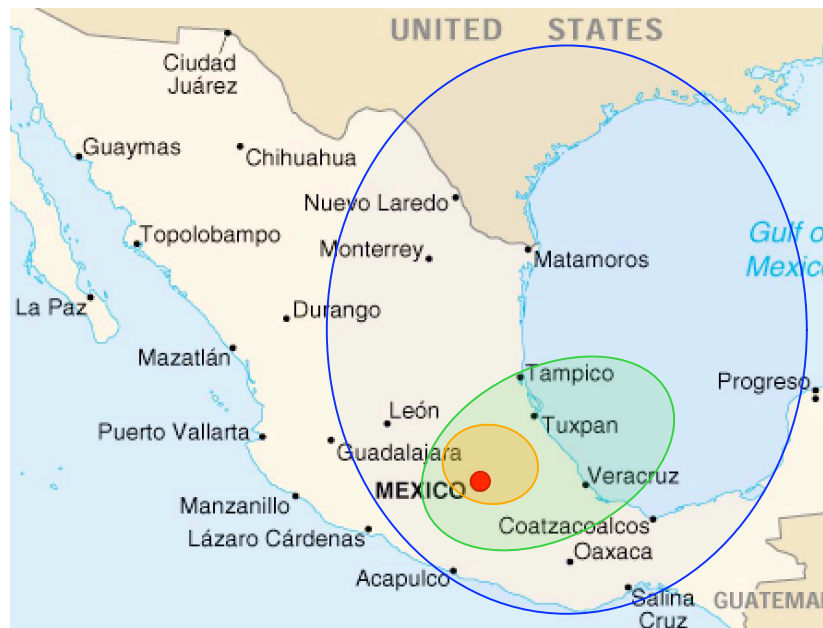 UNITED STATES
Ciudad
Juárez
Guaymas
Chihuahua
Nuevo Laredo
Topolobampo
Monterrey
Matamoros
Gulf o
Mexico
La Paz
Durango
Mazatlán
Tampico
Progreso
León
Tuxpan
Puerto Vallarta
Guadalajara
Veracruz
MEXICO
Manzanillo
Coatzacoalcos
Lázaro Cárdenas
Oaxaca
Acapulco
Salina
Cruz
GUATEMA